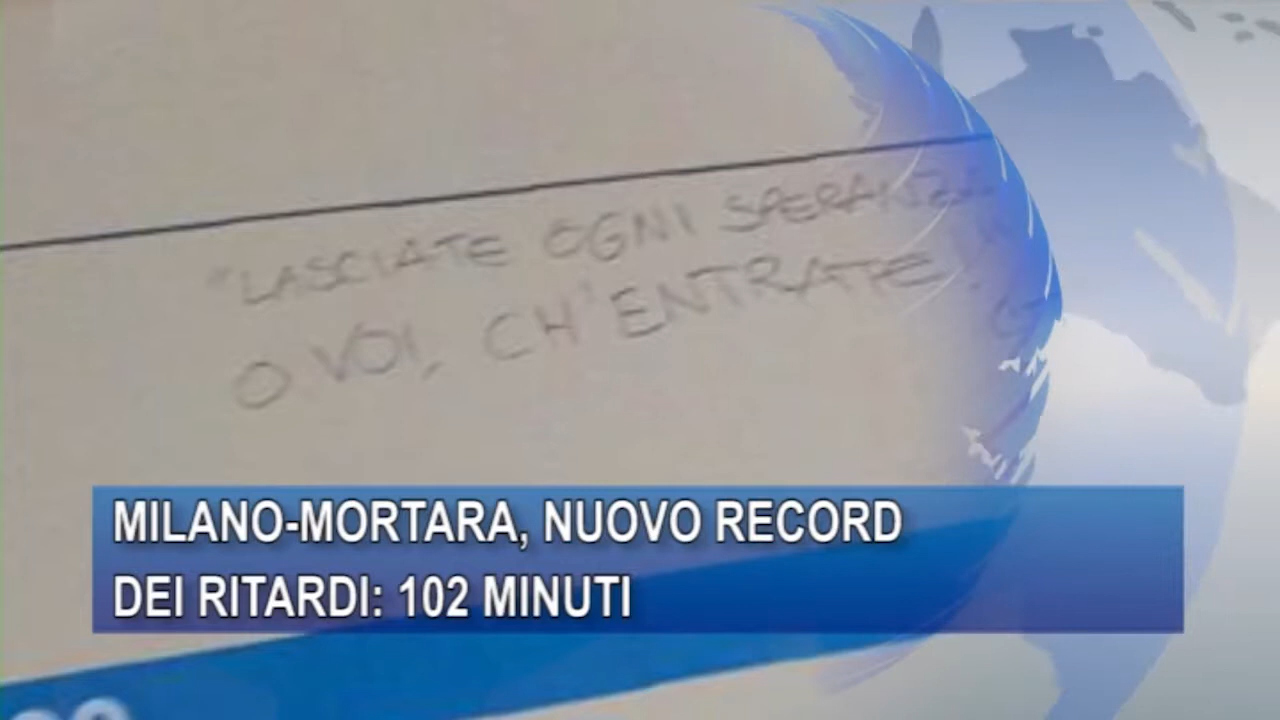 "LASCIATE OGNI SPERANZA
O VOI, CH'ENTRATE"
MILANO-MORTARA, NUOVO RECORD
DEI RITARDI: 102 MINUTI